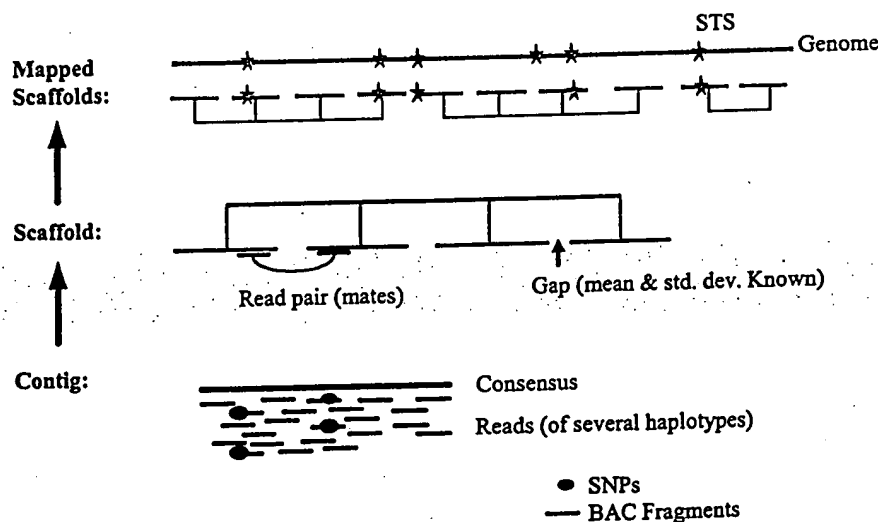 STS
Genome
Mapped
Scaffolds:
Scaffold:
Read pair (mates)
Gap (mean & std. dev. Known)
Contig:
Consensus
Reads (of several haplotypes)
SNPs
BAC Fragments